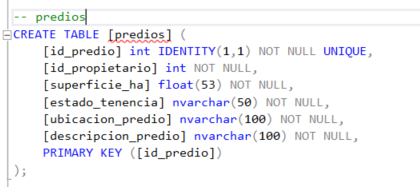 -- predios
CREATE TABLE [predios] (
[id_predio] int IDENTITY(1,1) NOT NULL UNIQUE,
[id_propietario] int NOT NULL,
[superficie_ha] float(53) NOT NULL,
[estado_tenencia] nvarchar(50) NOT NULL,
[ubicacion_predio] nvarchar(100) NOT NULL,
[descripcion_predio] nvarchar(100) NOT NULL,
PRIMARY KEY ([id_predio])
);